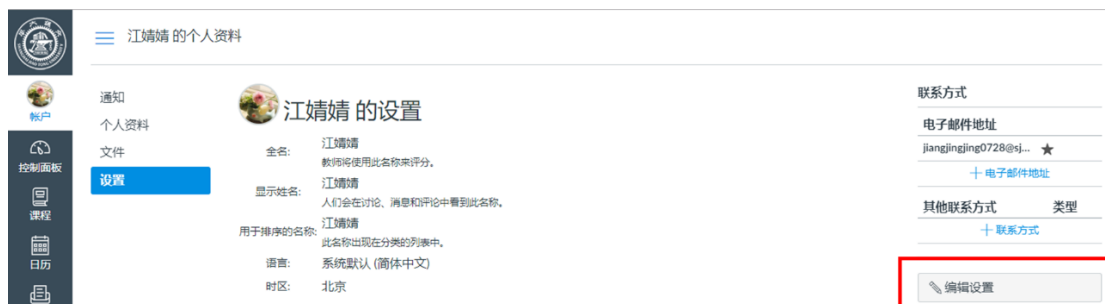 江婧婧 的个人资料
帐户
控制面板
课程
日历
通知
个人资料
文件
设置
江婧婧 的设置
全名: 江婧婧
教师将使用此名称来评分。
显示姓名: 江婧婧
人们会在讨论、消息和评论中看到此名称。
用于排序的名称: 江婧婧
此名称出现在分类的列表中。
语言: 系统默认 (简体中文)
时区: 北京
联系方式
电子邮件地址
jiangjingjing0728@sj... ★
+ 电子邮件地址
其他联系方式 类型
+ 联系方式
编辑设置